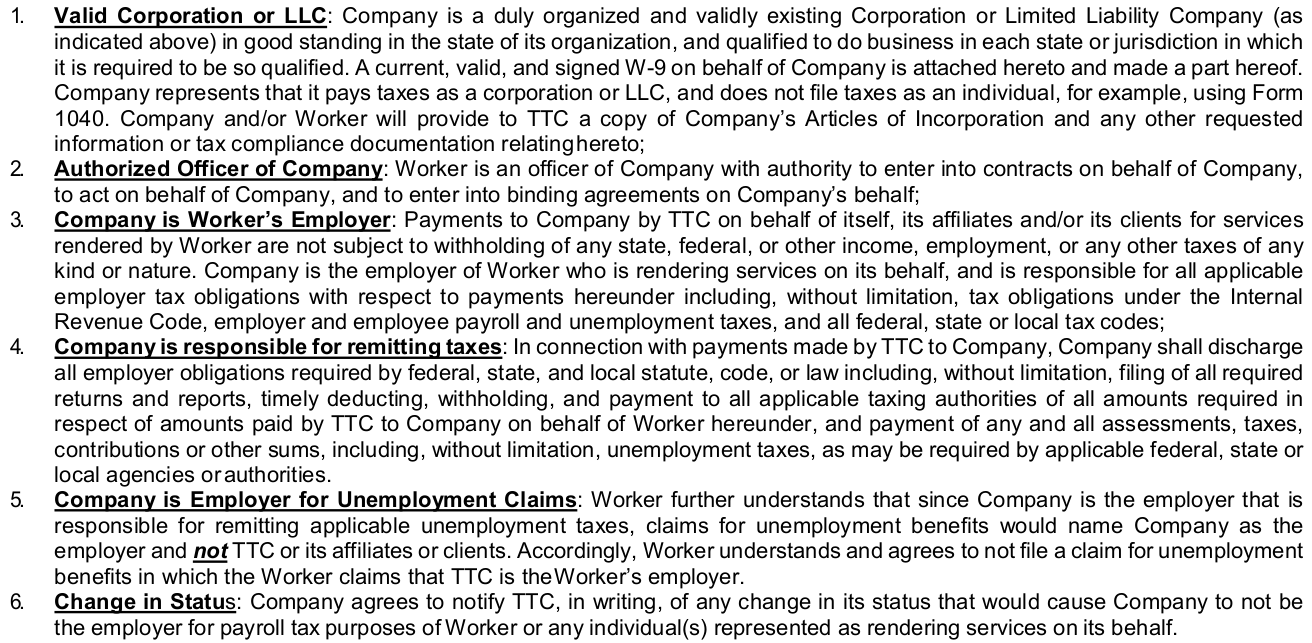 1. Valid Corporation or LLC: Company is a duly organized and validly existing Corporation or Limited Liability Company (as
indicated above) in good standing in the state of its organization, and qualified to do business in each state or jurisdiction in which
it is required to be so qualified. A current, valid, and signed W-9 on behalf of Company is attached hereto and made a part hereof.
Company represents that it pays taxes as a corporation or LLC, and does not file taxes as an individual, for example, using Form
1040. Company and/or Worker will provide to TTC a copy of Company's Articles of Incorporation and any other requested
information or tax compliance documentation relatinghereto;
2. Authorized Officer of Company: Worker is an officer of Company with authority to enter into contracts on behalf of Company,
to act on behalf of Company, and to enter into binding agreements on Company's behalf;
3. Company is Worker's Employer: Payments to Company by TTC on behalf of itself, its affiliates and/or its clients for services
rendered by Worker are not subject to withholding of any state, federal, or other income, employment, or any other taxes of any
kind or nature. Company is the employer of Worker who is rendering services on its behalf, and is responsible for all applicable
employer tax obligations with respect to payments hereunder including, without limitation, tax obligations under the Internal
Revenue Code, employer and employee payroll and unemployment taxes, and all federal, state or local tax codes;
4. Company is responsible for remitting taxes: In connection with payments made by TTC to Company, Company shall discharge
all employer obligations required by federal, state, and local statute, code, or law including, without limitation, filing of all required
returns and reports, timely deducting, withholding, and payment to all applicable taxing authorities of all amounts required in
respect of amounts paid by TTC to Company on behalf of Worker hereunder, and payment of any and all assessments, taxes,
contributions or other sums, including, without limitation, unemployment taxes, as may be required by applicable federal, state or
local agencies orauthorities.
5. Company is Employer for Unemployment Claims: Worker further understands that since Company is the employer that is
responsible for remitting applicable unemployment taxes, claims for unemployment benefits would name Company as the
employer and not TTC or its affiliates or clients. Accordingly, Worker understands and agrees to not file a claim for unemployment
benefits in which the Worker claims that TTC is theWorker's employer.
6. Change in Status: Company agrees to notify TTC, in writing, of any change in its status that would cause Company to not be
the employer for payroll tax purposes of Worker or any individual(s) represented as rendering services on its behalf.